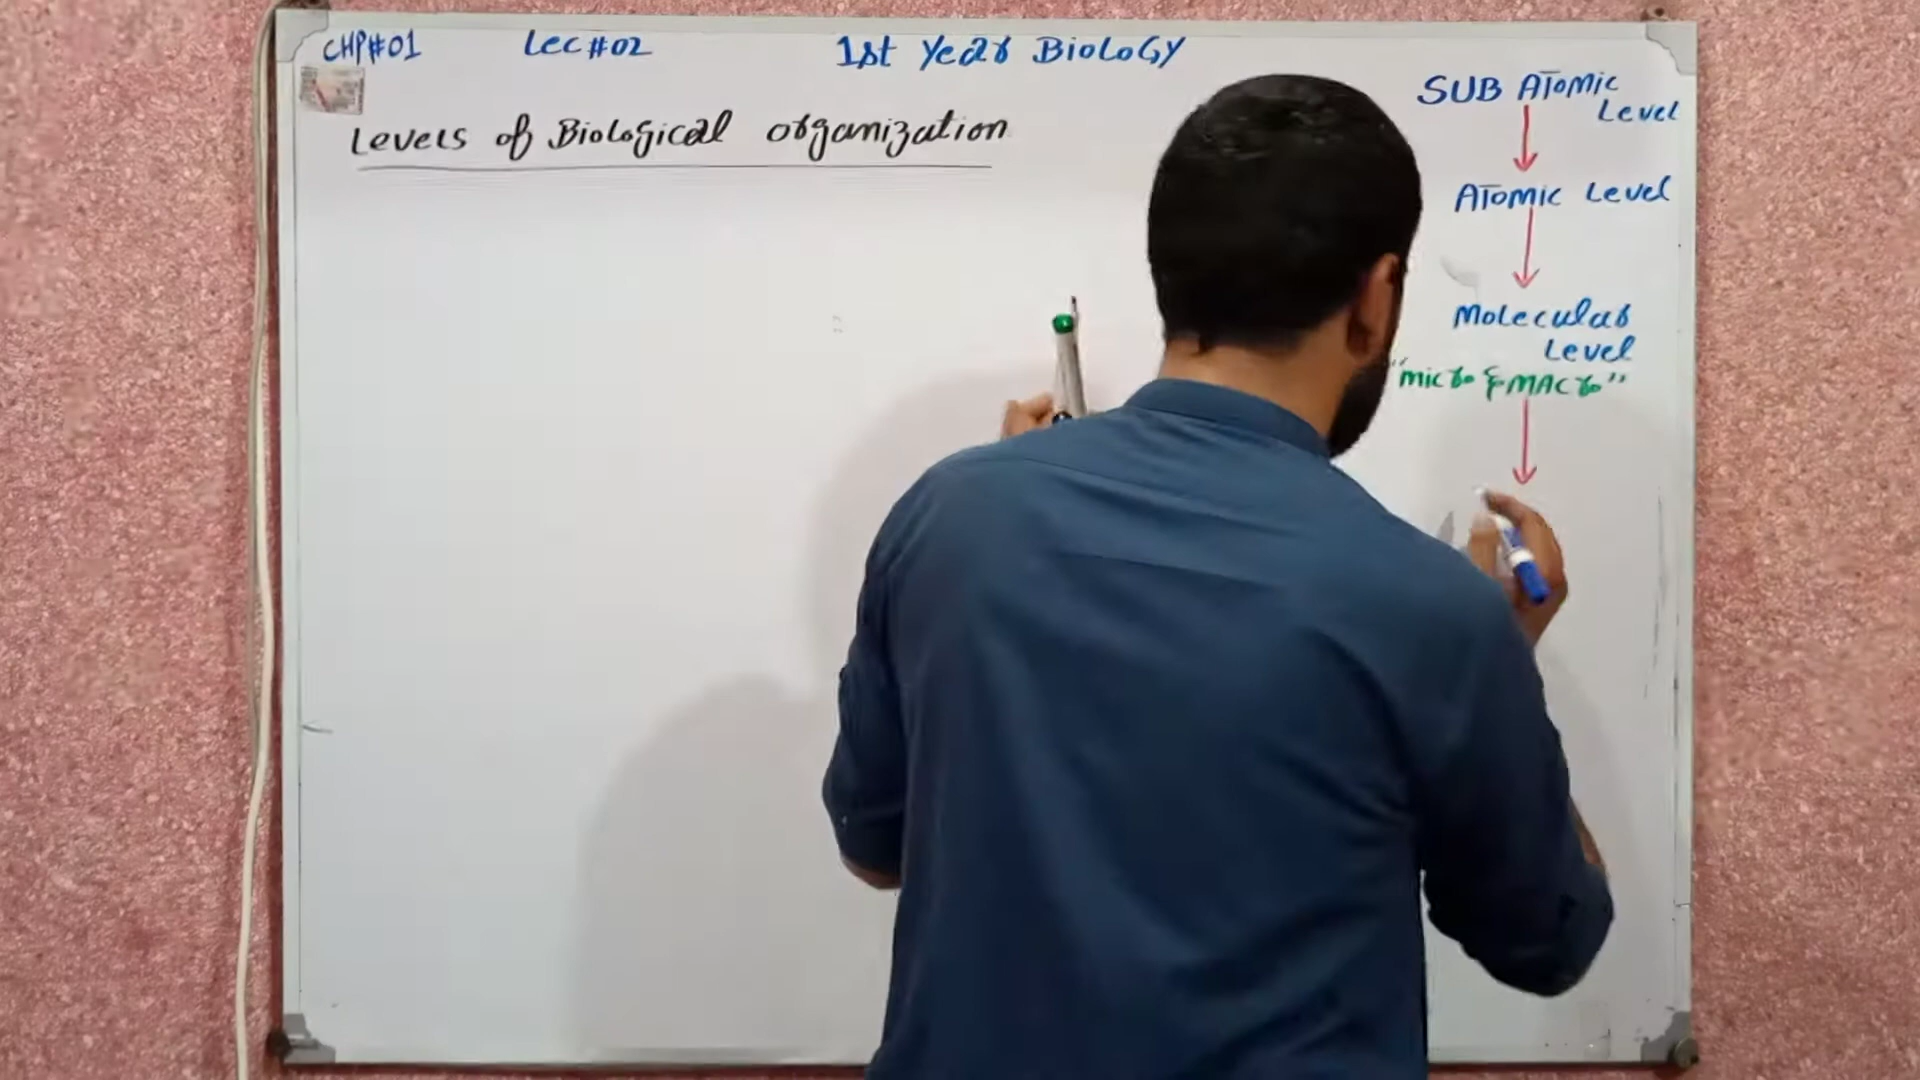 CHP#01 Lec#02 1st Year BioLoGy
Levels of Biological organization
SUB Atomic
Level
Atomic Level
Molecular
Level
"micro & MACro"